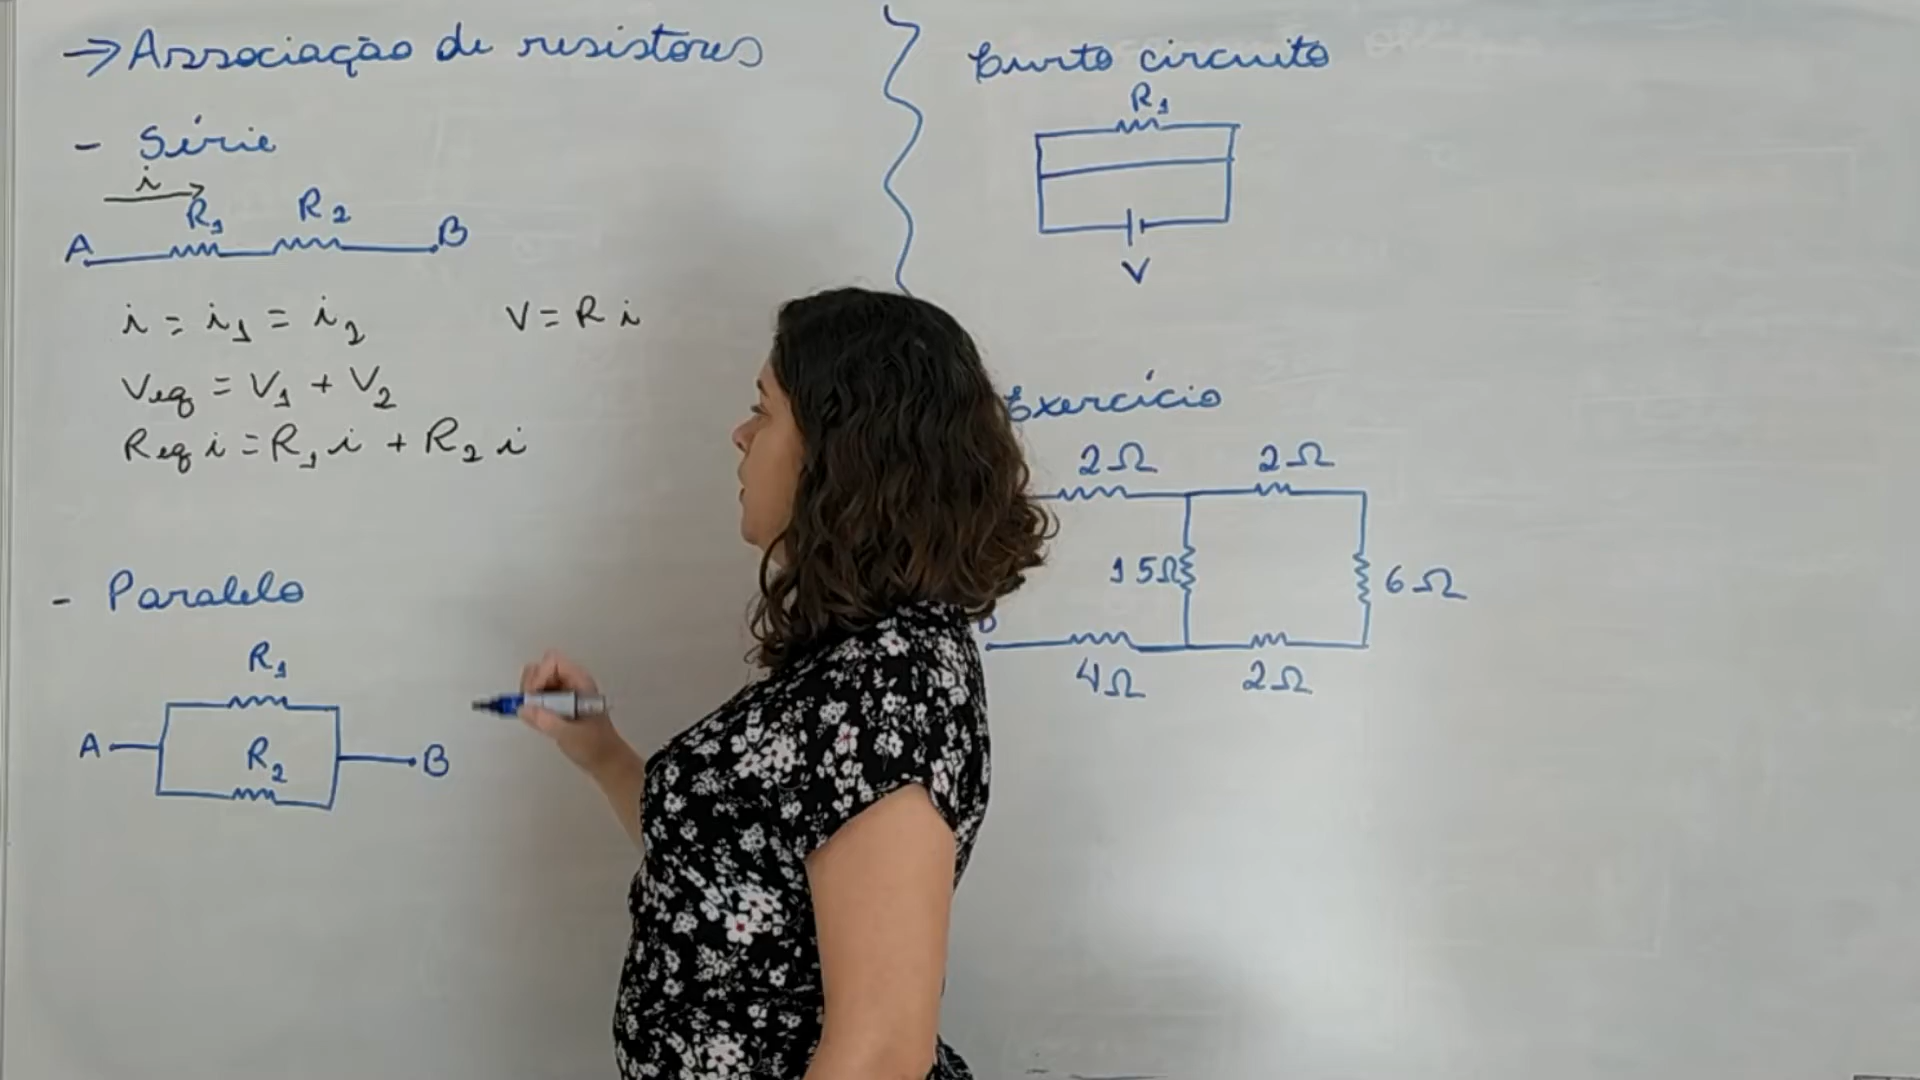 → Associação de resistores
- Série
i
R1 R2
A B
i = i1 = i2
V = R i
Veq = V1 + V2
Req i = R1 i + R2 i
- Paralelo
R1
A R2 B
Curto circuito
R1
V
Exercício
2Ω 2Ω
15Ω 6Ω
B
4Ω 2Ω